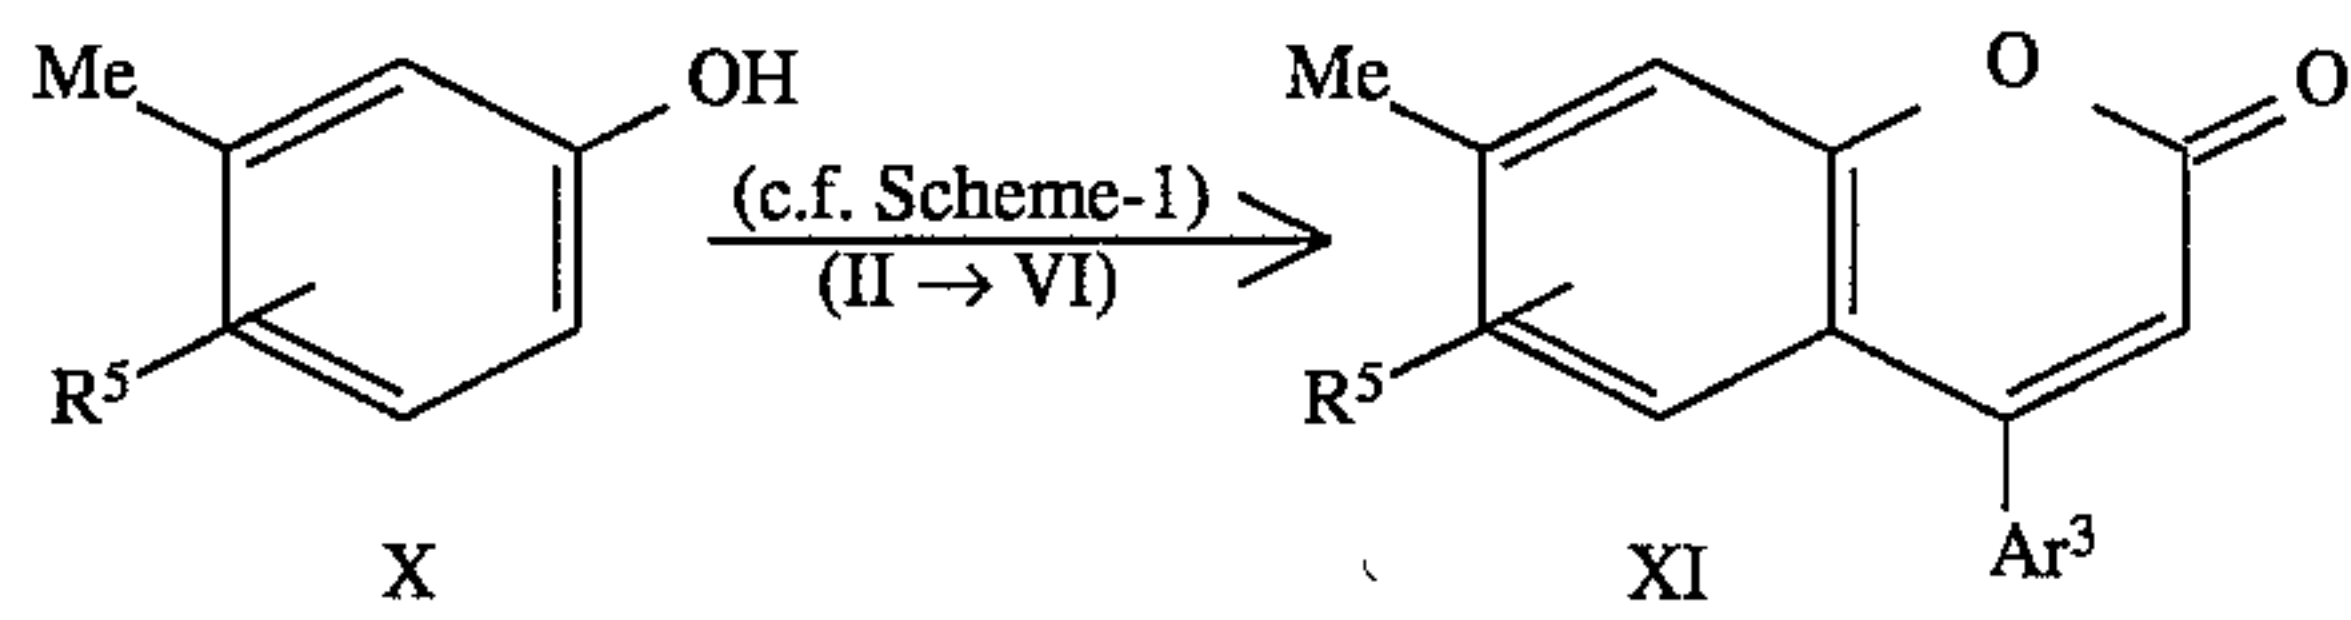 Me OH Me O O
(c.f. Scheme-1)
(II → VI)
R⁵ R⁵
Ar³
X XI